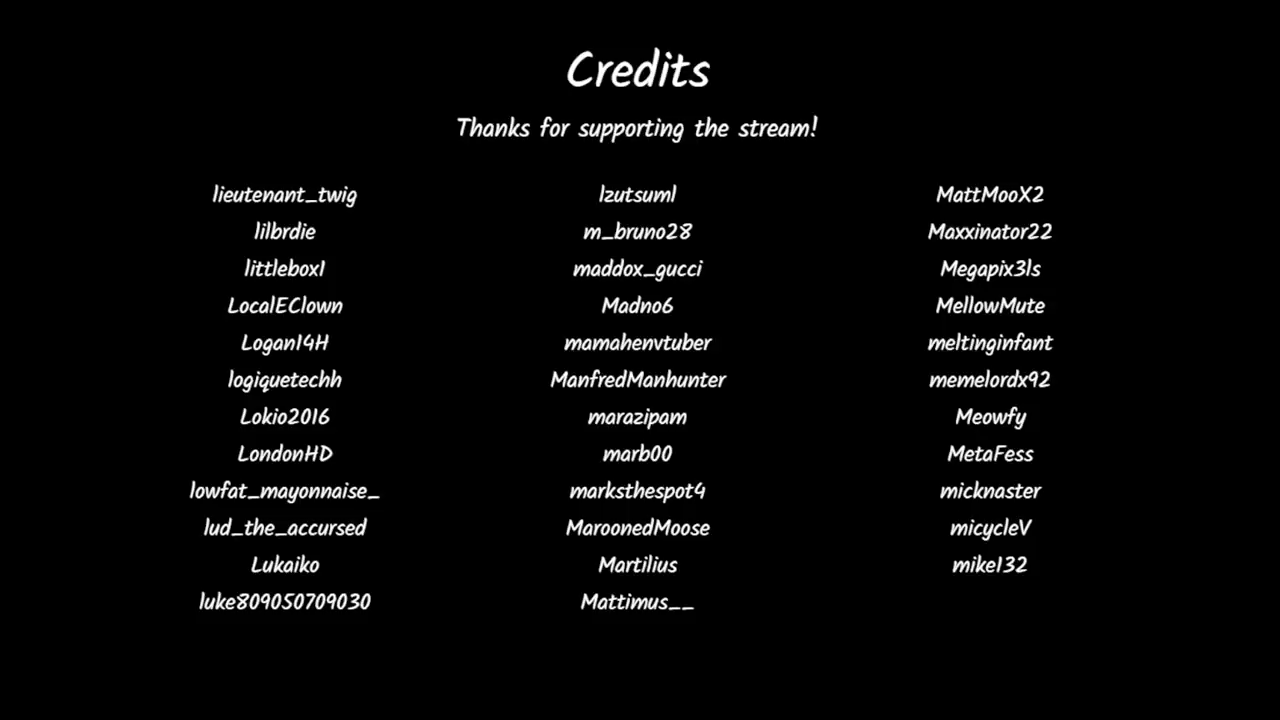 Credits
Thanks for supporting the stream!
lieutenant_twig
lilbrdie
littlebox1
LocalEClown
Logan14H
logiquetechh
Lokio2016
LondonHD
lowfat_mayonnaise_
lud_the_accursed
Lukaiko
luke809050709030
lzutsuml
m_bruno28
maddox_gucci
Madno6
mamahenvtuber
ManfredManhunter
marazipam
marb00
marksthespot4
MaroonedMoose
Martilius
Mattimus__
MattMooX2
Maxxinator22
Megapix3ls
MellowMute
meltinginfant
memelordx92
Meowfy
MetaFess
micknaster
micycleV
mike132